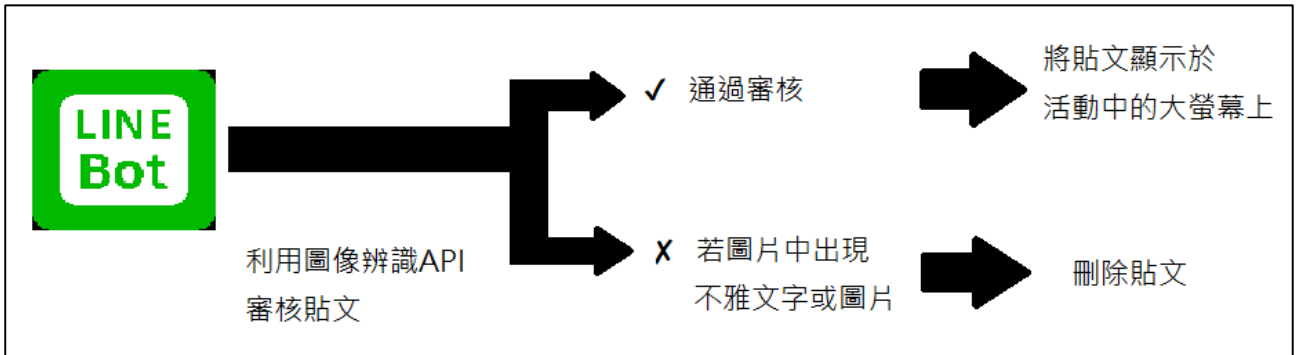 LINE
Bot
利用圖像辨識API
審核貼文
✓ 通過審核
將貼文顯示於
活動中的大螢幕上
✗ 若圖片中出現
不雅文字或圖片
刪除貼文